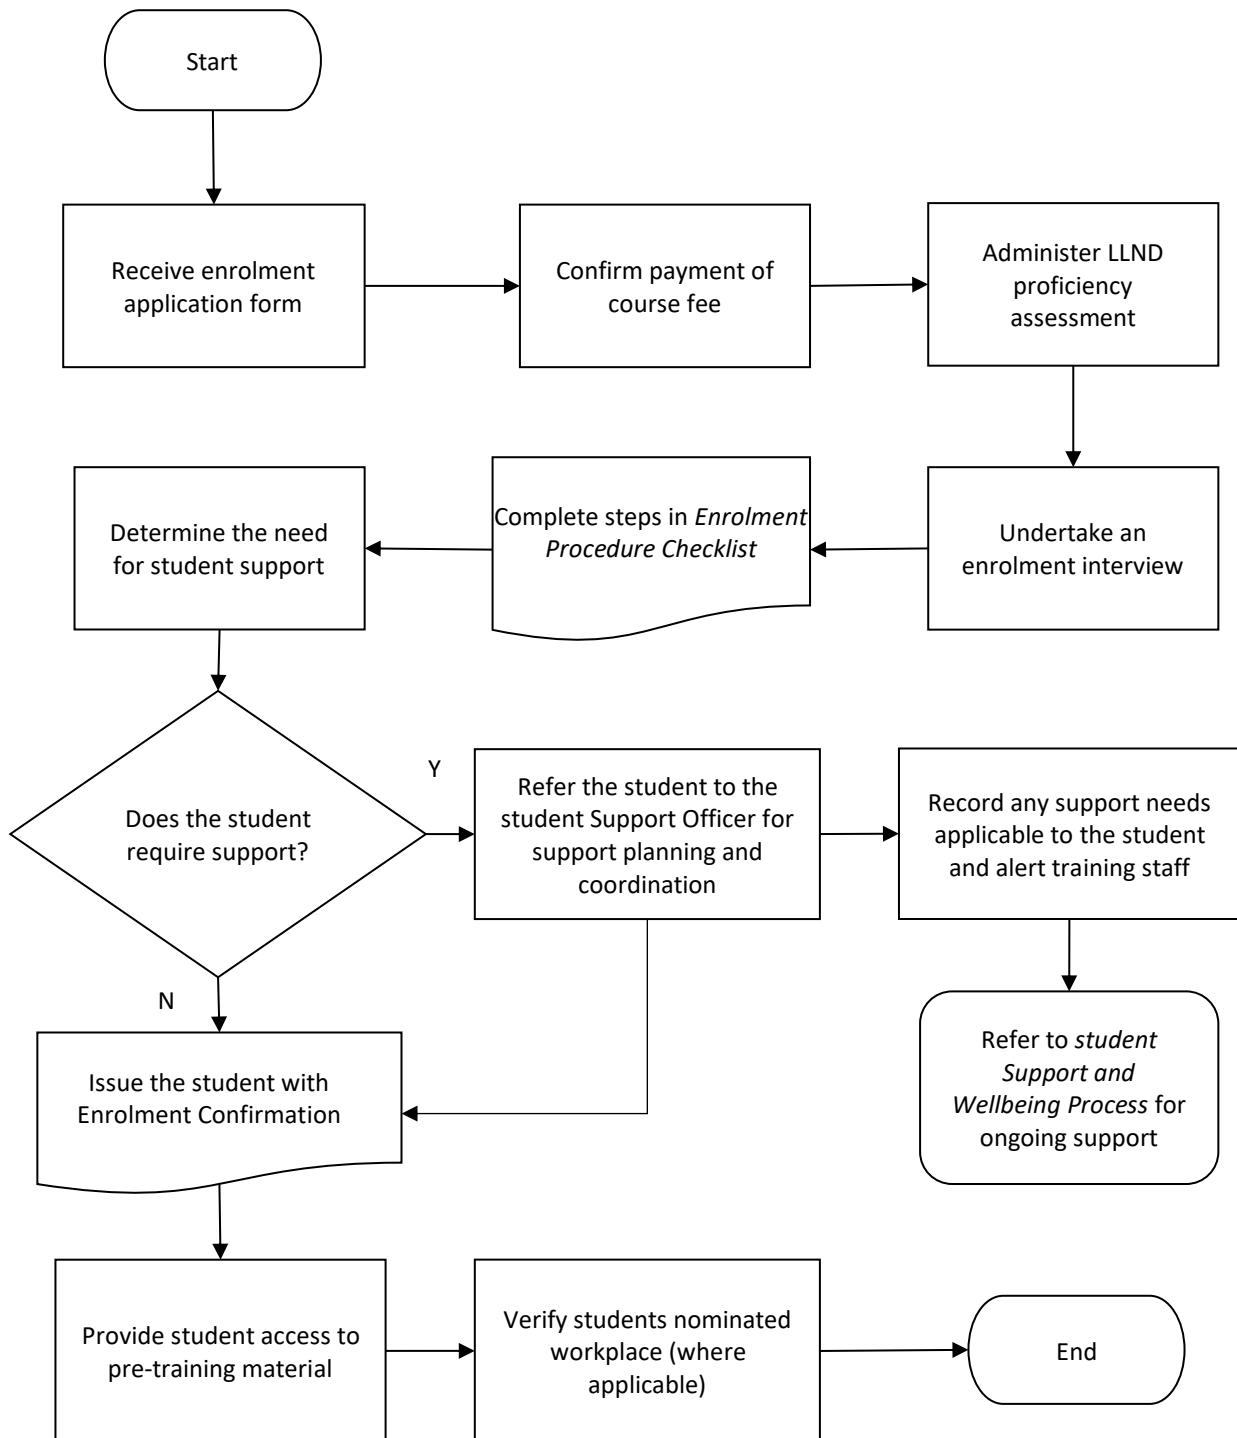 Start
Receive enrolment
application form
Confirm payment of
course fee
Administer LLND
proficiency
assessment
Undertake an
enrolment interview
Complete steps in Enrolment
Procedure Checklist
Determine the need
for student support
Does the student
require support?
Y
Refer the student to the
student Support Officer for
support planning and
coordination
Record any support needs
applicable to the student
and alert training staff
Refer to student
Support and
Wellbeing Process for
ongoing support
N
Issue the student with
Enrolment Confirmation
Provide student access to
pre-training material
Verify students nominated
workplace (where
applicable)
End